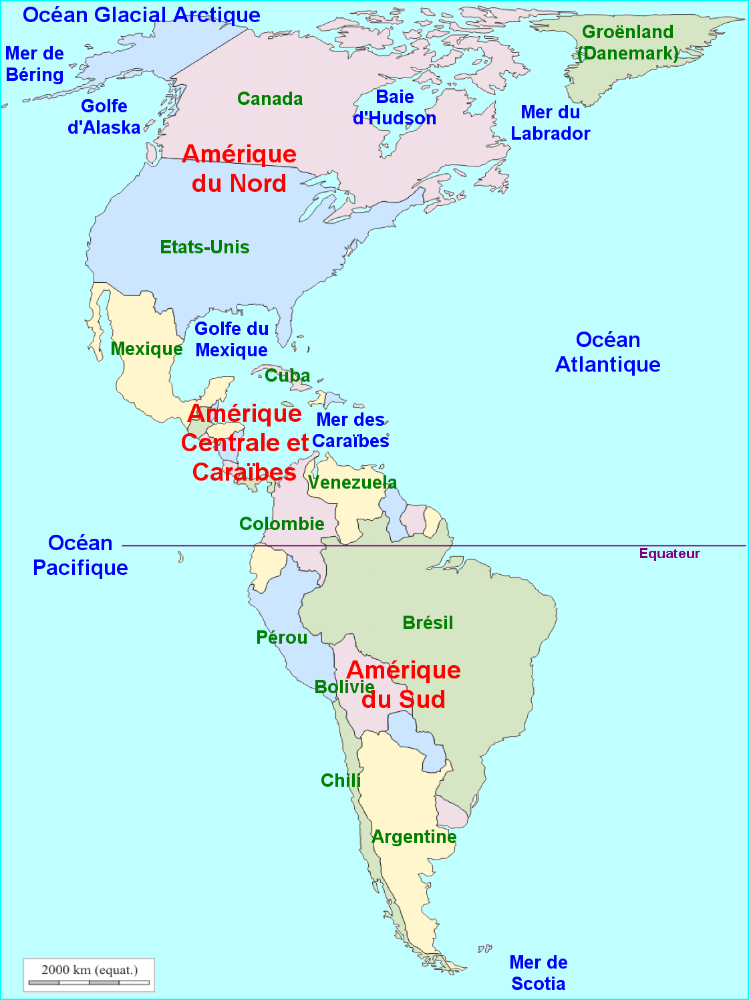 Océan Glacial Arctique
Groënland
(Danemark)
Mer de
Béring
Golfe
d'Alaska
Canada
Baie
d'Hudson
Mer du
Labrador
Amérique
du Nord
Etats-Unis
Golfe du
Mexique
Mexique
Océan
Atlantique
Cuba
Amérique
Centrale et
Caraïbes
Mer des
Caraïbes
Venezuela
Colombie
Océan
Pacifique
Equateur
Brésil
Pérou
Amérique
du Sud
Bolivie
Chili
Argentine
2000 km (equat.)
Mer de
Scotia